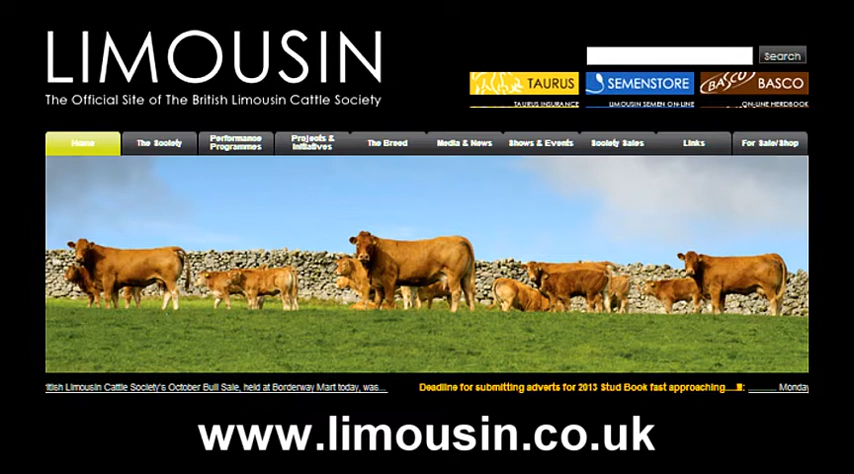 LIMOUSIN
The Official Site of The British Limousin Cattle Society
Search
TAURUS
SEMENSTORE
BASCO BASCO
TAURUS INSURANCE
LIMOUSIN SEMEN ON-LINE
ON-LINE HERDBOOK
Home
The Society
Performance
Programmes
Projects &
Initiatives
The Breed
Media & News
Shows & Events
Society Sales
Links
For Sale/Shop
itish Limousin Cattle Society's October Bull Sale, held at Borderway Mart today, was...
Deadline for submitting adverts for 2013 Stud Book fast approaching
Monday
www.limousin.co.uk